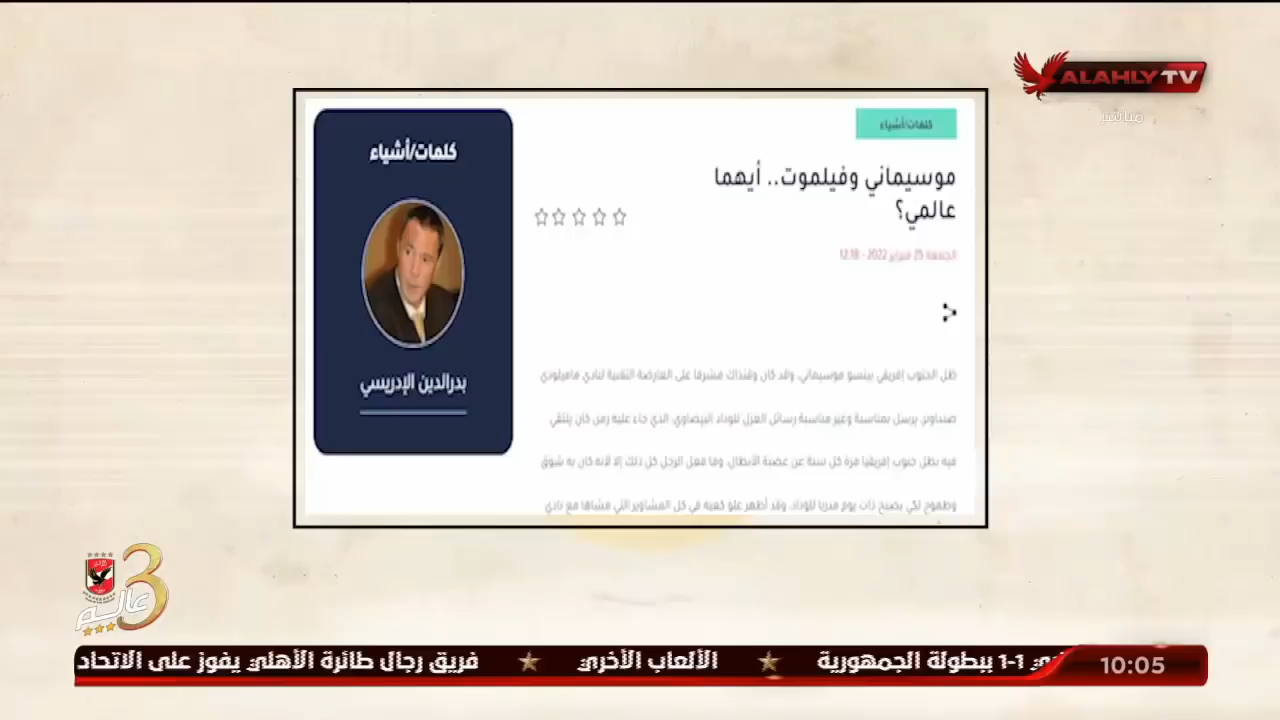 ALAHLY TV
مباشر
كلمات/أشياء
كلمات/أشياء
موسيماني وفيلموت.. أيهما
عالمي؟
الجمعة 25 فبراير 2022 - 12:18
بدرالدين الإدريسي
ظل الجنوب إفريقي بيتسو موسيماني، وقد كان وقتذاك مشرفا على العارضة التقنية لنادي ماميلودي
صنداونز، يرسل بمناسبة وغير مناسبة رسائل الغزل للوداد البيضاوي، الذي جاء عليه زمن كان يلتقي
فيه بطل جنوب إفريقيا مرة كل سنة عن عصبة الأبطال، وما فعل الرجل كل ذلك إلا لأنه كان به شوق
وطموح لكي يصبح ذات يوم مدربا للوداد، وقد أظهر علو كعبه في كل المشاوير التي مشاها مع نادي
3
عالم
1-1 ببطولة الجمهورية
الألعاب الأخرى
فريق رجال طائرة الأهلي يفوز على الاتحاد
10:05